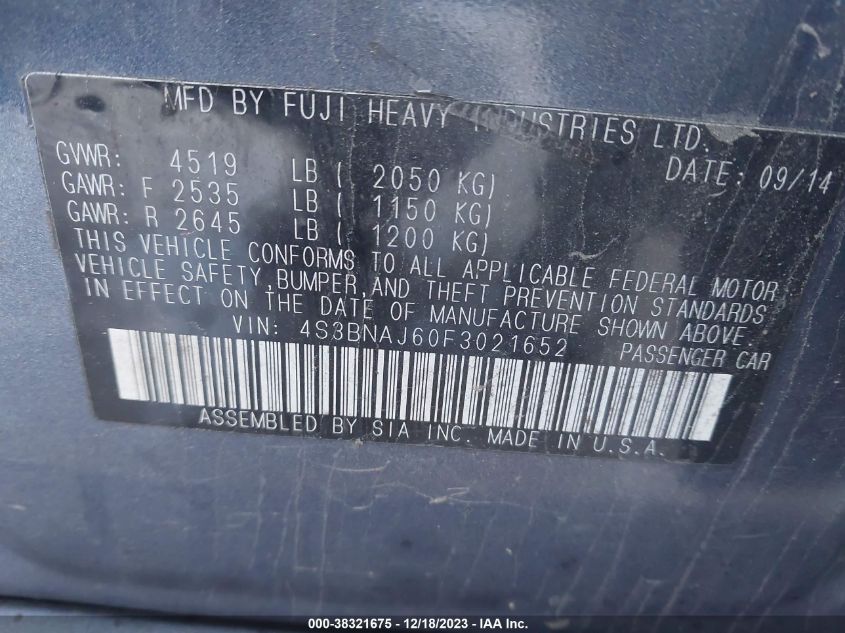 MFD BY FUJI HEAVY INDUSTRIES LTD.
GVWR: 4519 LB ( 2050 KG) DATE: 09/14
GAWR: F 2535 LB ( 1150 KG)
GAWR: R 2645 LB ( 1200 KG)
THIS VEHICLE CONFORMS TO ALL APPLICABLE FEDERAL MOTOR
VEHICLE SAFETY,BUMPER,AND THEFT PREVENTION STANDARDS
IN EFFECT ON THE DATE OF MANUFACTURE SHOWN ABOVE.
VIN: 4S3BNAJ60F3021652 PASSENGER CAR
ASSEMBLED BY SIA INC. MADE IN U.S.A.
000-38321675 - 12/18/2023 - IAA Inc.